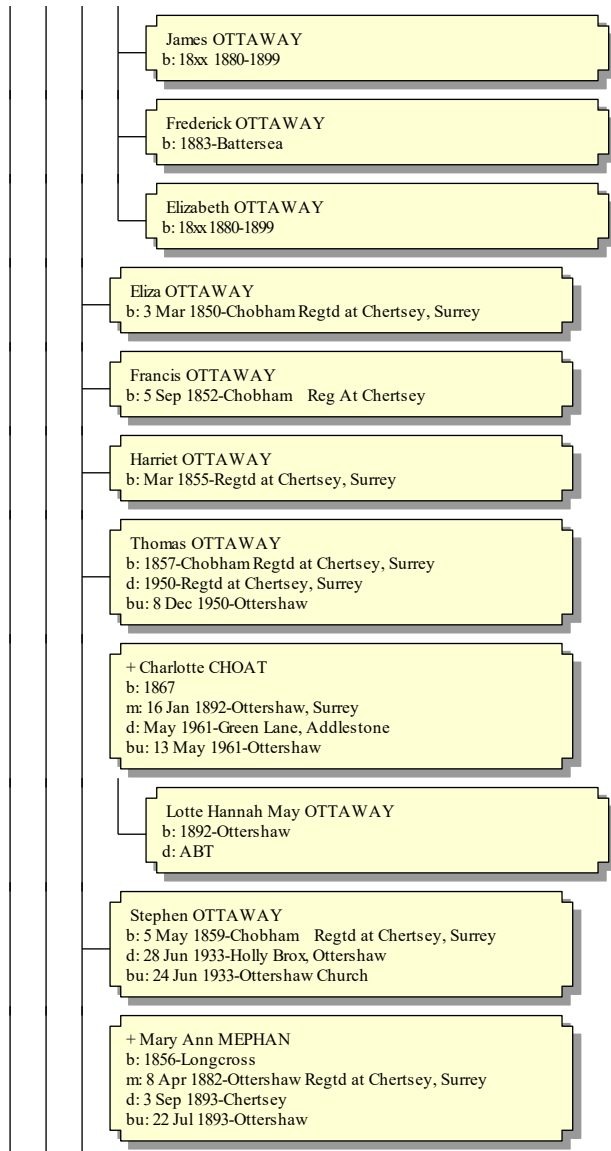 James OTTAWAY
b: 18xx 1880-1899
Frederick OTTAWAY
b: 1883-Battersea
Elizabeth OTTAWAY
b: 18xx 1880-1899
Eliza OTTAWAY
b: 3 Mar 1850-Chobham Regtd at Chertsey, Surrey
Francis OTTAWAY
b: 5 Sep 1852-Chobham Reg At Chertsey
Harriet OTTAWAY
b: Mar 1855-Regtd at Chertsey, Surrey
Thomas OTTAWAY
b: 1857-Chobham Regtd at Chertsey, Surrey
d: 1950-Regtd at Chertsey, Surrey
bu: 8 Dec 1950-Ottershaw
+ Charlotte CHOAT
b: 1867
m: 16 Jan 1892-Ottershaw, Surrey
d: May 1961-Green Lane, Addlestone
bu: 13 May 1961-Ottershaw
Lotte Hannah May OTTAWAY
b: 1892-Ottershaw
d: ABT
Stephen OTTAWAY
b: 5 May 1859-Chobham Regtd at Chertsey, Surrey
d: 28 Jun 1933-Holly Brox, Ottershaw
bu: 24 Jun 1933-Ottershaw Church
+ Mary Ann MEPHAN
b: 1856-Longcross
m: 8 Apr 1882-Ottershaw Regtd at Chertsey, Surrey
d: 3 Sep 1893-Chertsey
bu: 22 Jul 1893-Ottershaw